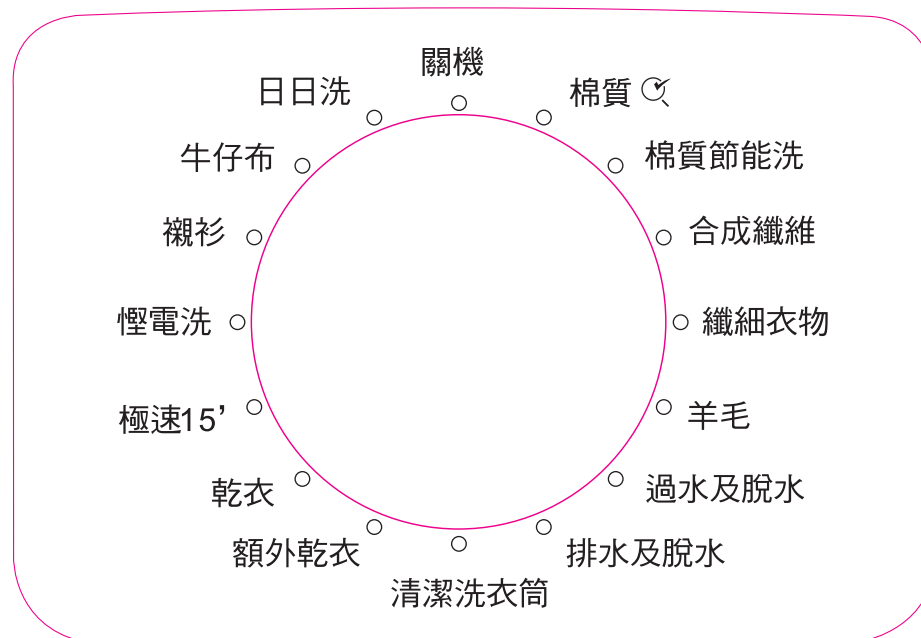 關機
棉質
棉質節能洗
合成纖維
纖細衣物
羊毛
過水及脫水
排水及脫水
清潔洗衣筒
額外乾衣
乾衣
極速15’
慳電洗
襯衫
牛仔布
日日洗